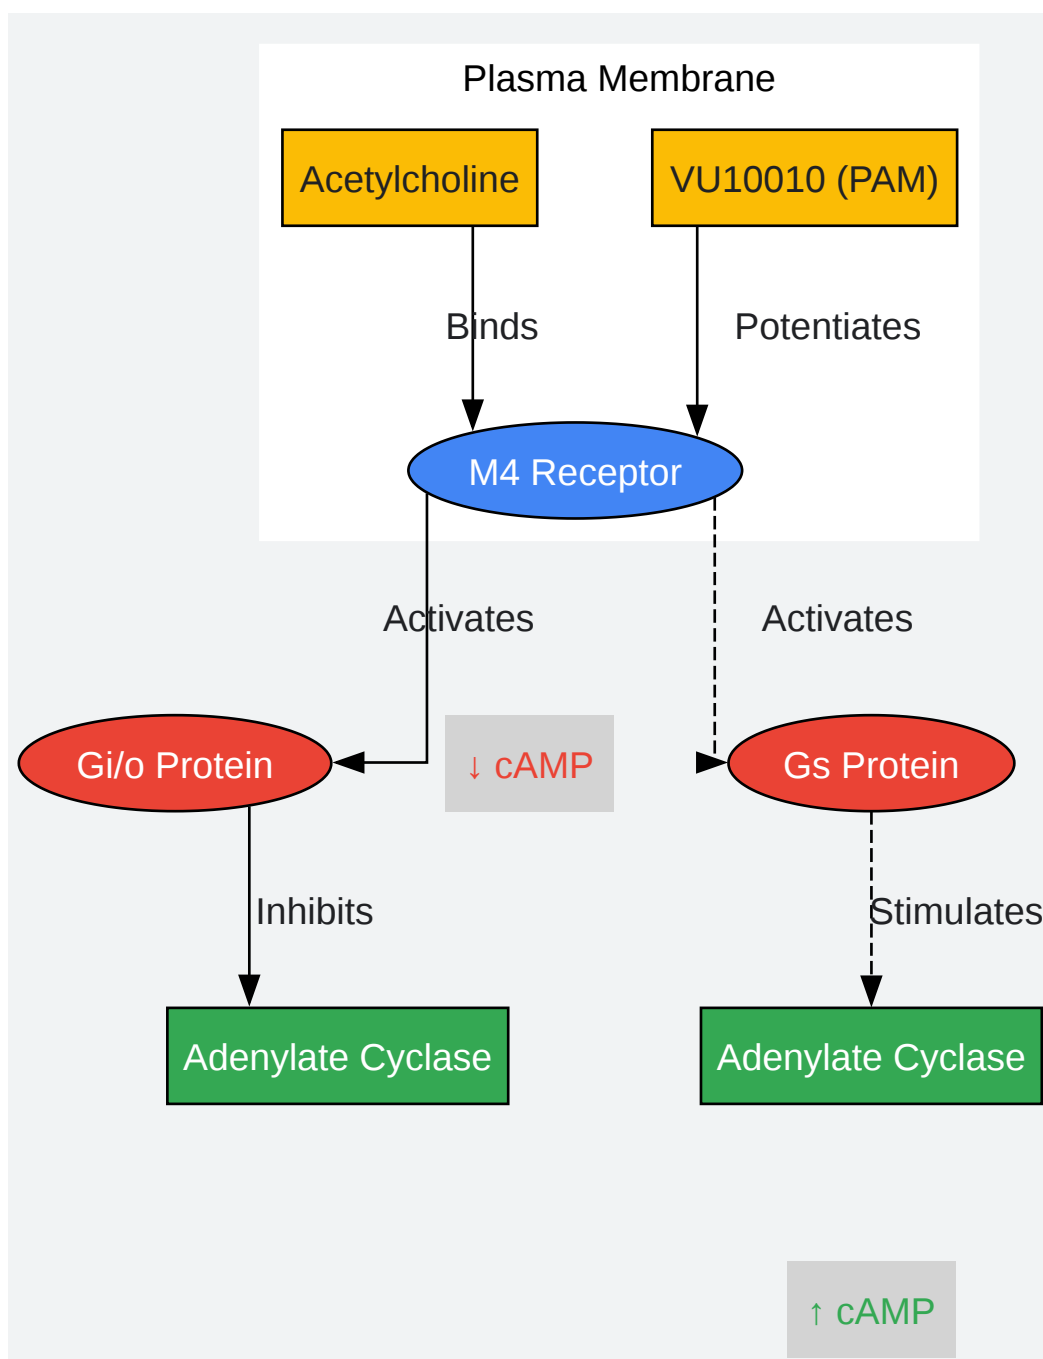 Plasma Membrane
Acetylcholine
VU10010 (PAM)
Binds
Potentiates
M4 Receptor
Activates
Activates
Gi/o Protein
↓ cAMP
Gs Protein
Inhibits
Stimulates
Adenylate Cyclase
Adenylate Cyclase
↑ cAMP